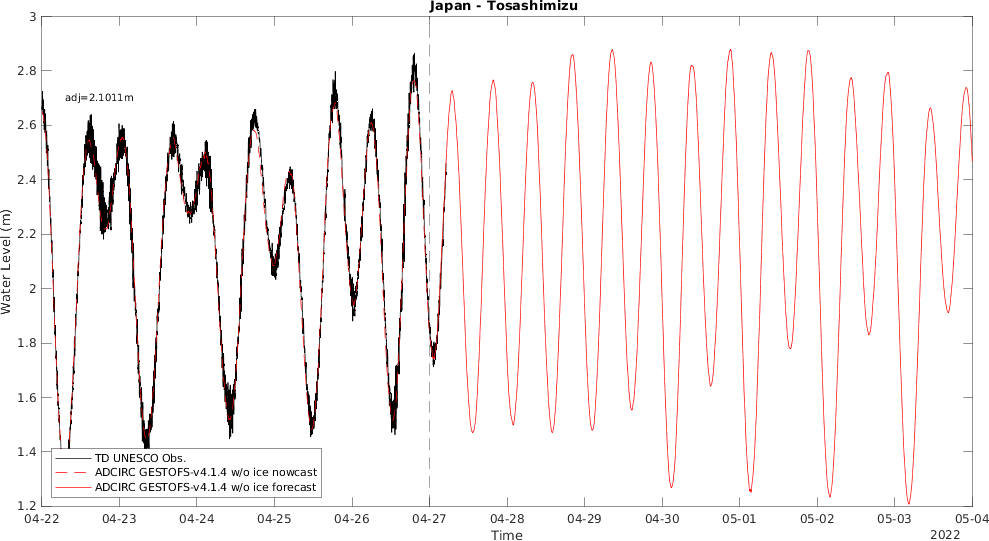 Japan - Tosashimizu
3
2.8
2.6
2.4
2.2
2
1.8
1.6
1.4
1.2
Water Level (m)
adj=2.1011m
TD UNESCO Obs.
ADCIRC GESTOFS-v4.1.4 w/o ice nowcast
ADCIRC GESTOFS-v4.1.4 w/o ice forecast
04-22 04-23 04-24 04-25 04-26 04-27 04-28 04-29 04-30 05-01 05-02 05-03 05-04
Time
2022